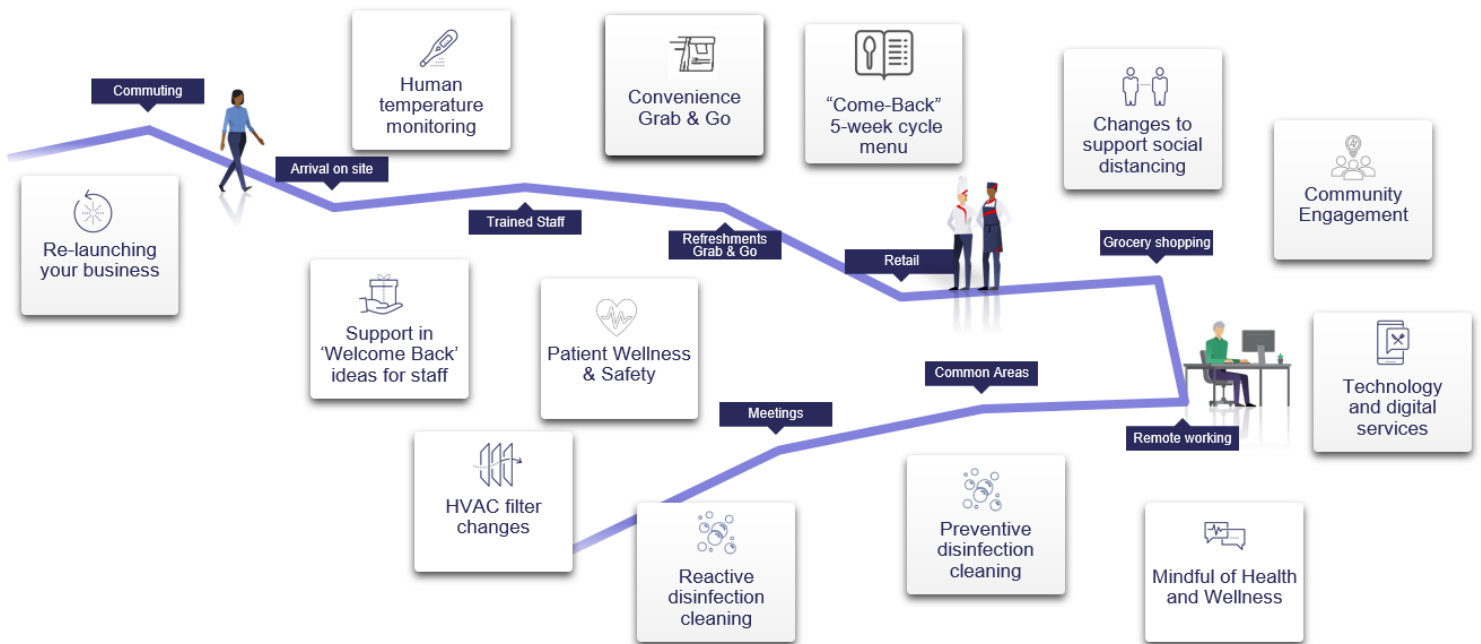 Commuting
Human
temperature
monitoring
Convenience
Grab & Go
“Come-Back”
5-week cycle
menu
Changes to
support social
distancing
Community
Engagement
Arrival on site
Trained Staff
Refreshments
Grab & Go
Retail
Grocery shopping
Re-launching
your business
Support in
‘Welcome Back’
ideas for staff
Patient Wellness
& Safety
Common Areas
Meetings
Remote working
Technology
and digital
services
HVAC filter
changes
Reactive
disinfection
cleaning
Preventive
disinfection
cleaning
Mindful of Health
and Wellness